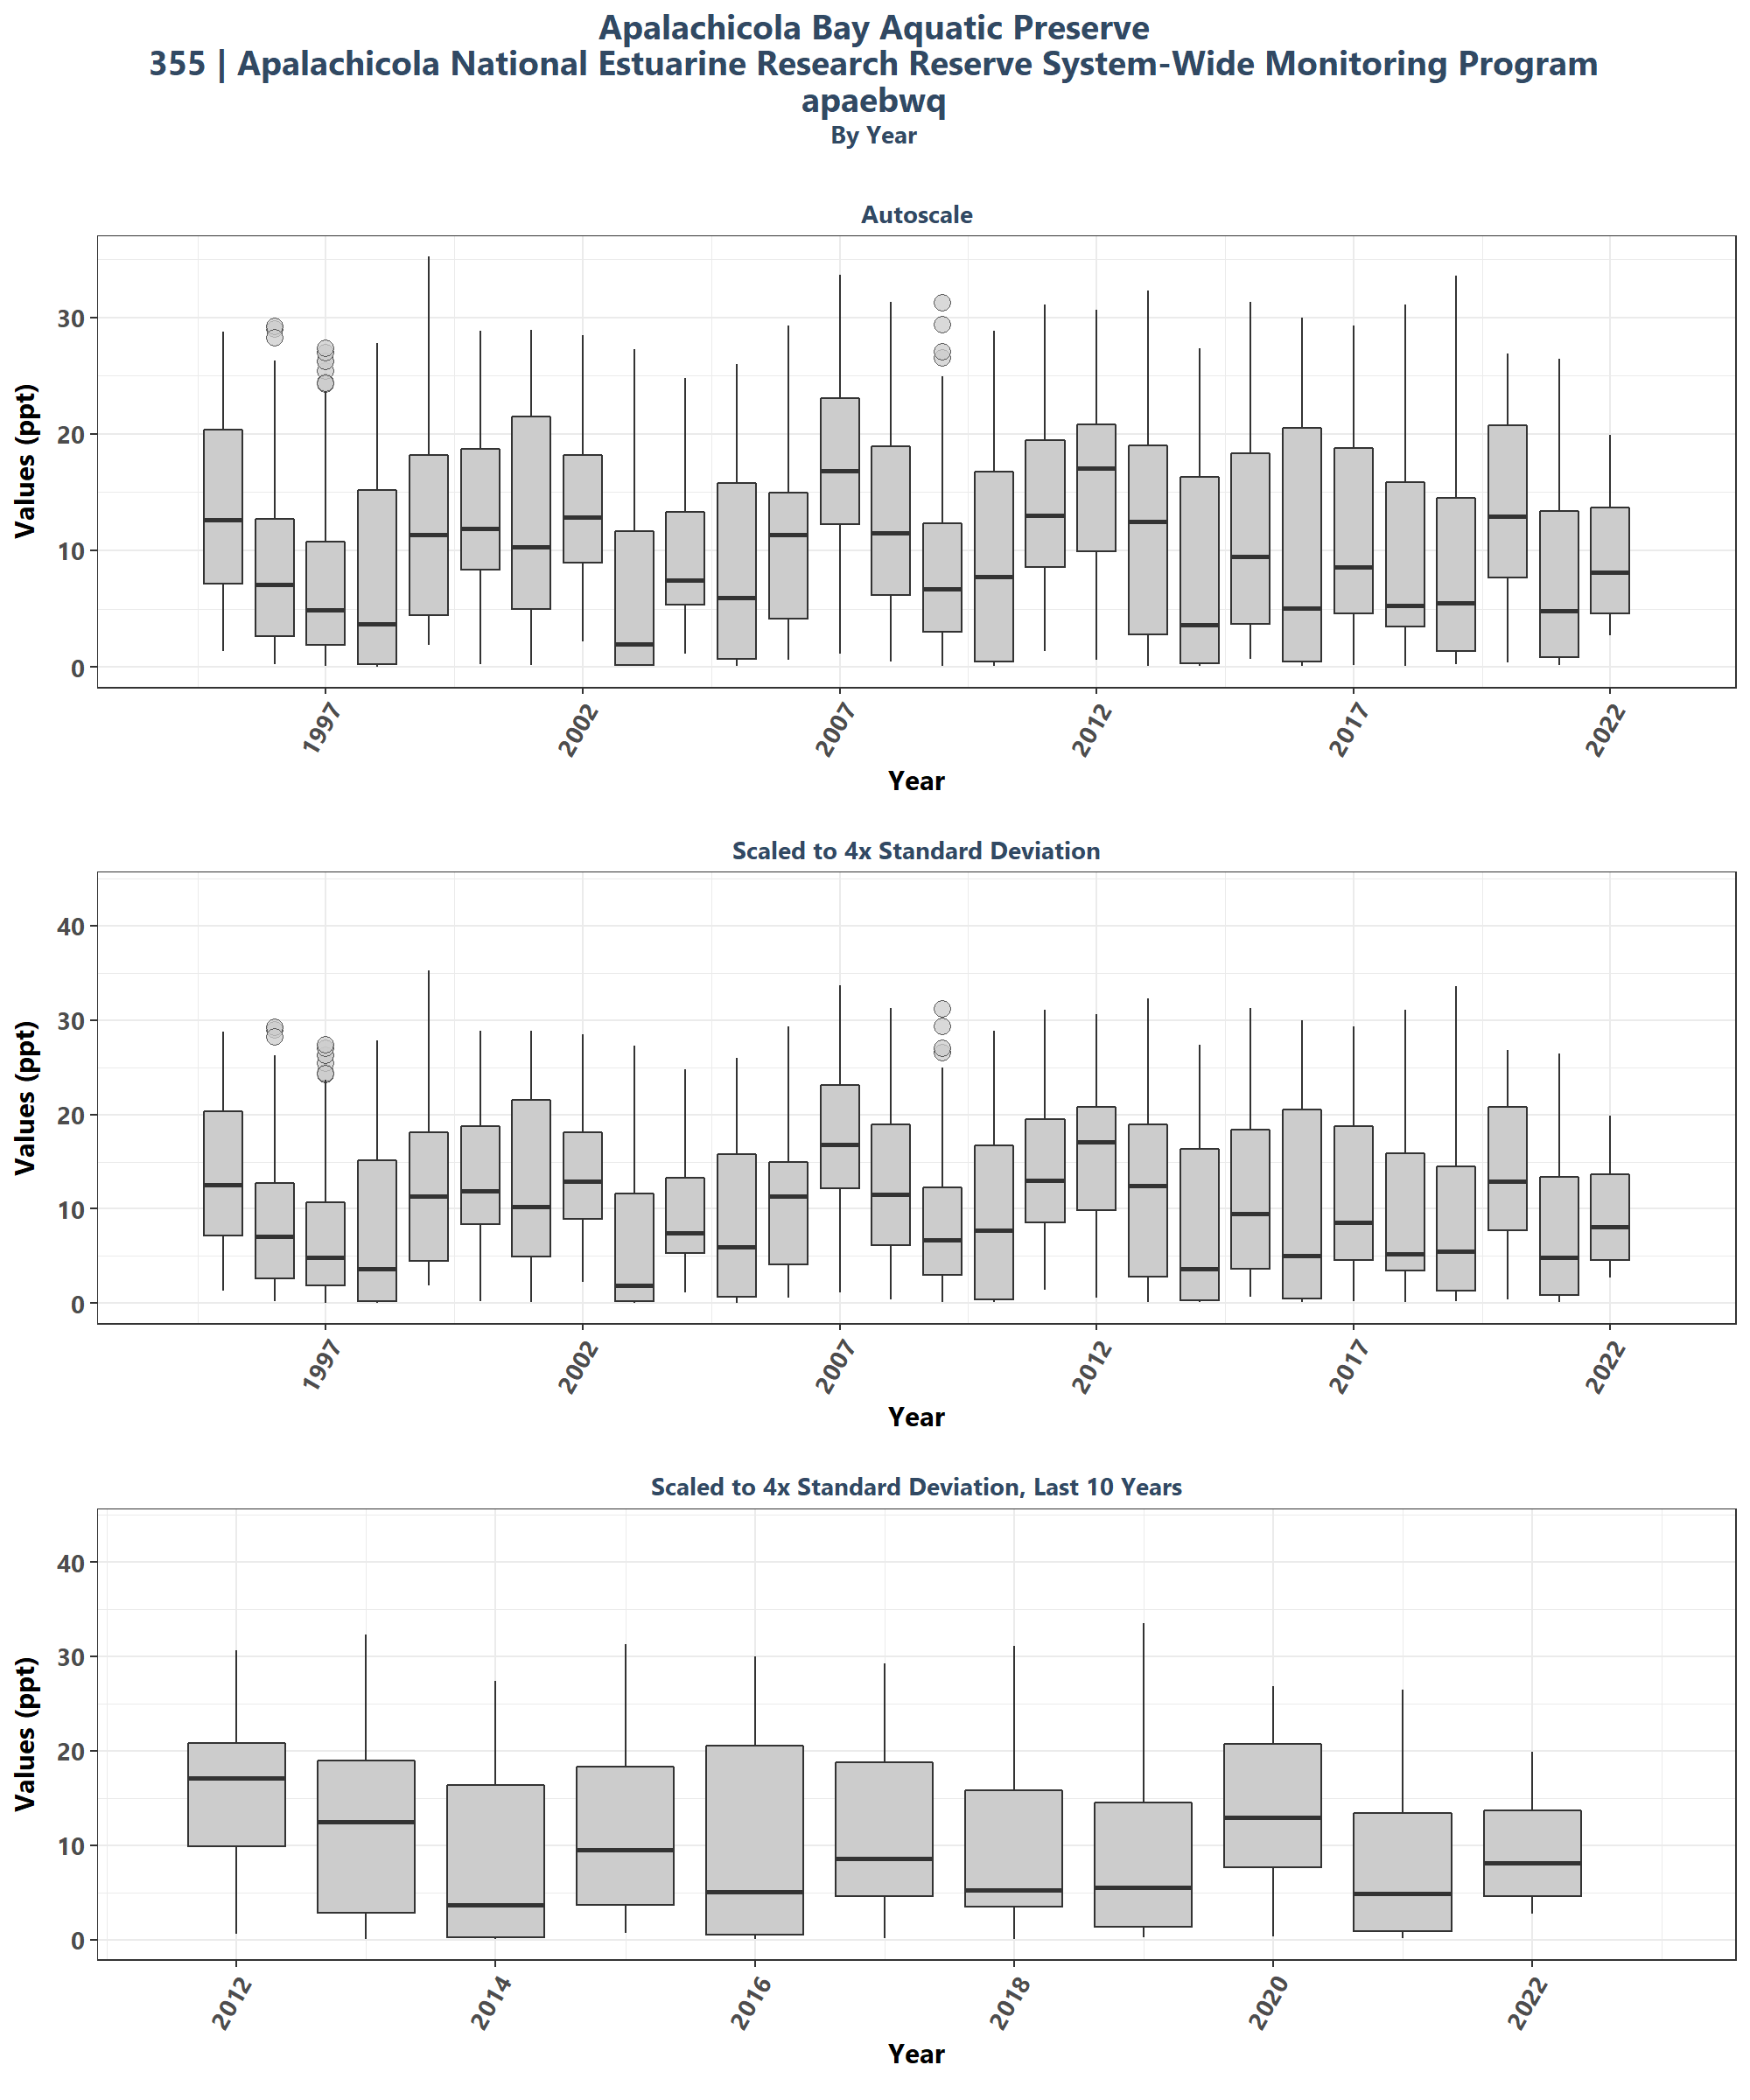 Apalachicola Bay Aquatic Preserve
355 | Apalachicola National Estuarine Research Reserve System-Wide Monitoring Program
apaebwq
By Year
Autoscale
Values (ppt)
30
20
10
0
1997 2002 2007 2012 2017 2022
Year
Scaled to 4x Standard Deviation
Values (ppt)
40
30
20
10
0
1997 2002 2007 2012 2017 2022
Year
Scaled to 4x Standard Deviation, Last 10 Years
Values (ppt)
40
30
20
10
0
2012 2014 2016 2018 2020 2022
Year